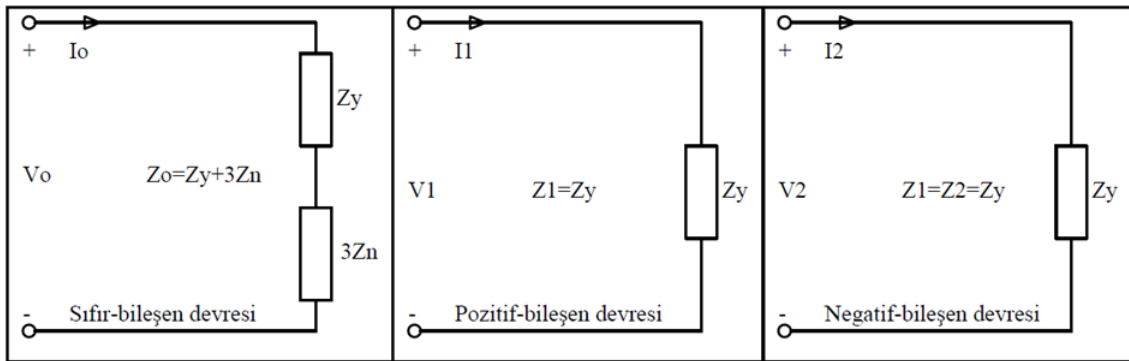 + Io
Zy
Vo
Zo=Zy+3Zn
3Zn
- Sıfır-bileşen devresi
+ I1
V1
Z1=Zy
Zy
- Pozitif-bileşen devresi
+ I2
V2
Z1=Z2=Zy
Zy
- Negatif-bileşen devresi